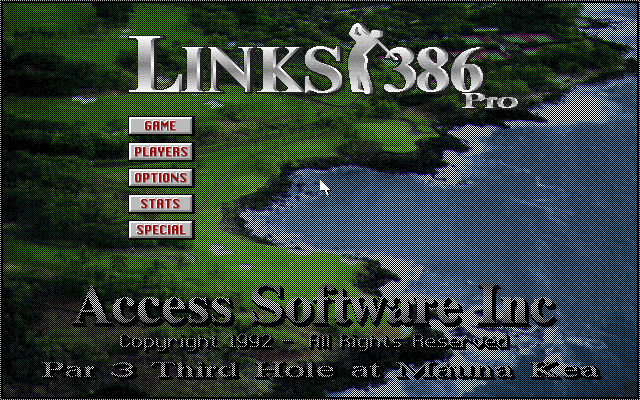 LINKS 386
Pro
GAME
PLAYERS
OPTIONS
STATS
SPECIAL
Access Software Inc
Copyright 1992 - All Rights Reserved
Par 3 Third Hole at Mauna Kea